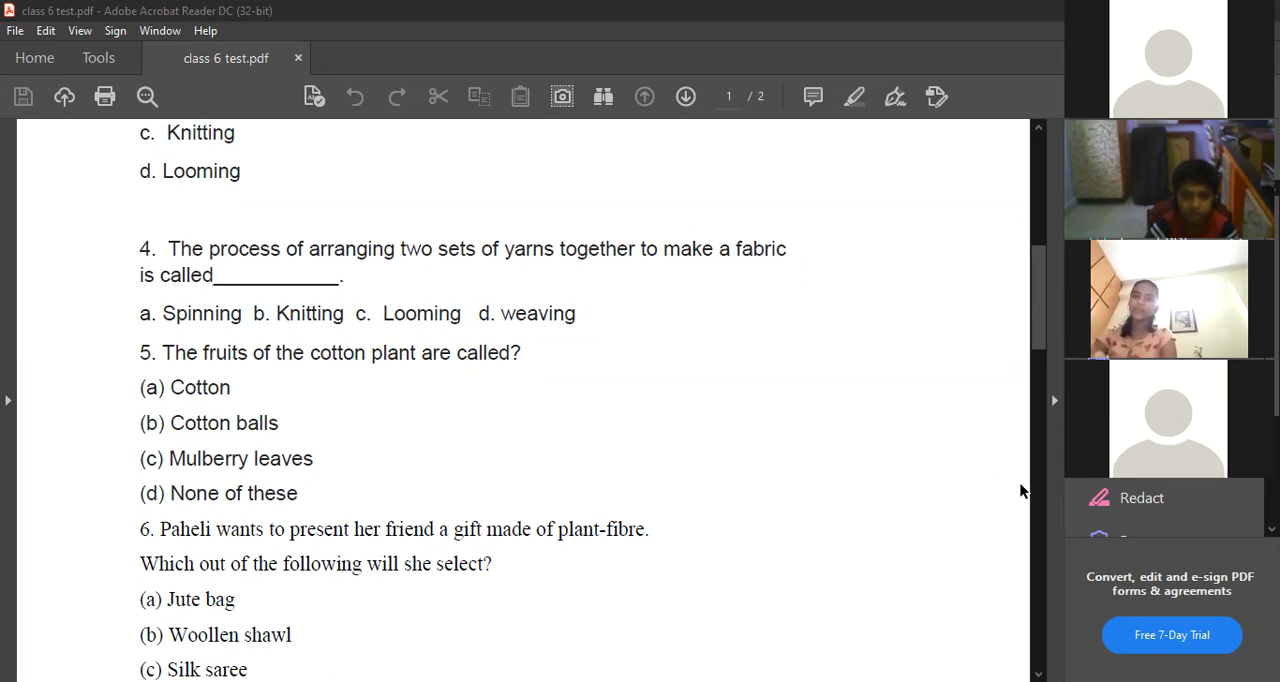 class 6 test.pdf - Adobe Acrobat Reader DC (32-bit)
File Edit View Sign Window Help
Home Tools class 6 test.pdf ×
1 / 2
c. Knitting
d. Looming
4. The process of arranging two sets of yarns together to make a fabric
is called____________.
a. Spinning b. Knitting c. Looming d. weaving
5. The fruits of the cotton plant are called?
(a) Cotton
(b) Cotton balls
(c) Mulberry leaves
(d) None of these
6. Paheli wants to present her friend a gift made of plant-fibre.
Which out of the following will she select?
(a) Jute bag
(b) Woollen shawl
(c) Silk saree
Redact
Convert, edit and e-sign PDF
forms & agreements
Free 7-Day Trial